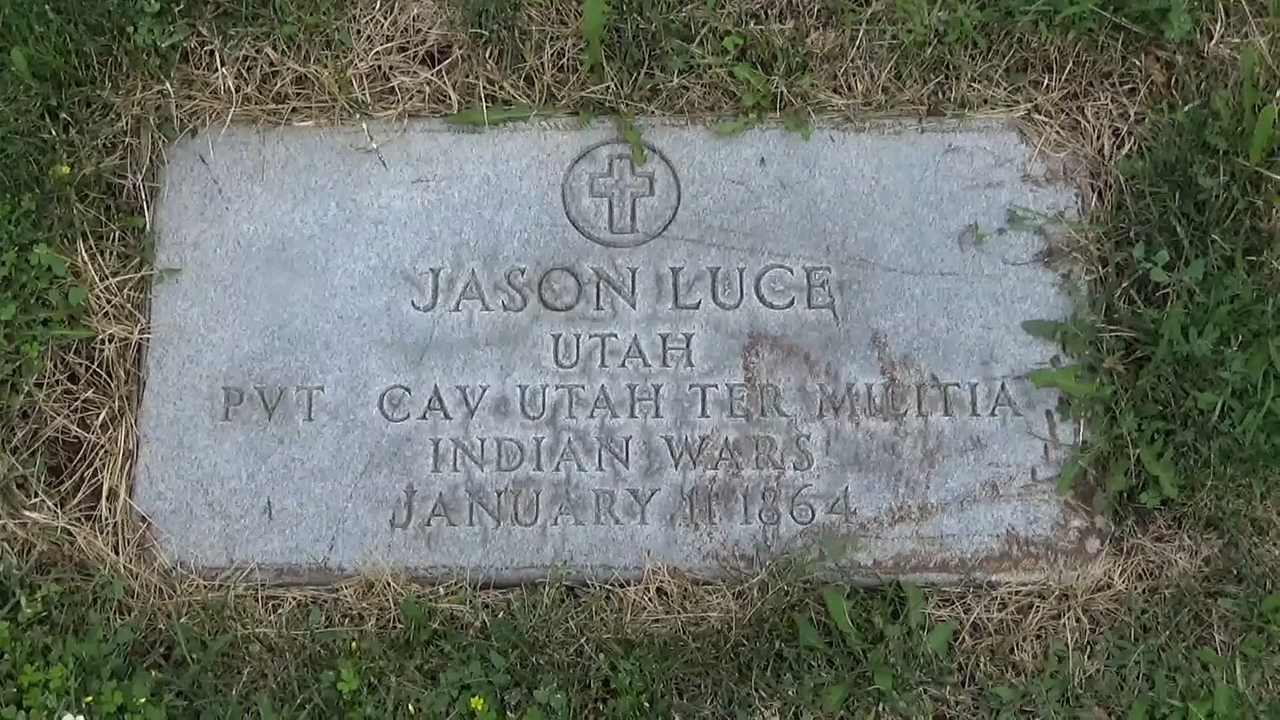 JASON LUCE
UTAH
PVT CAV UTAH TER MILITIA
INDIAN WARS
JANUARY 11 1864